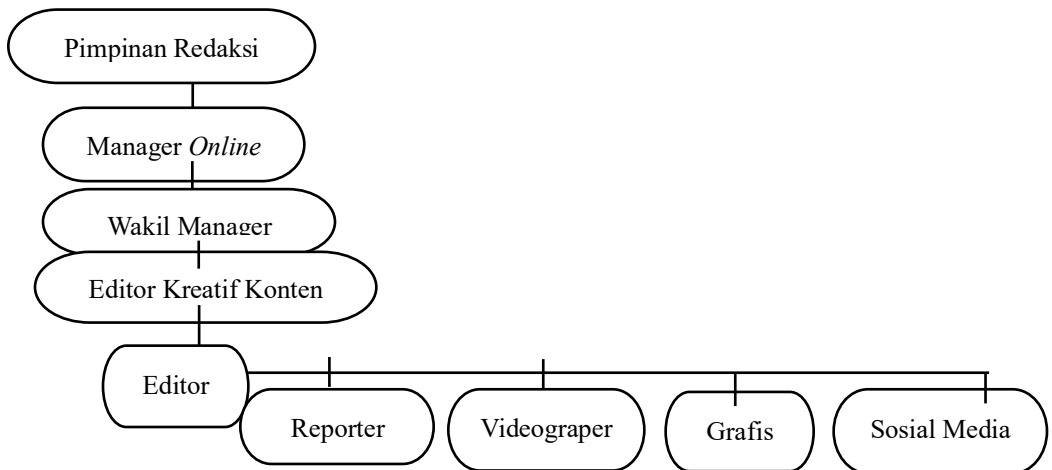 Pimpinan Redaksi
Manager Online
Wakil Manager
Editor Kreatif Konten
Editor
Reporter
Videograper
Grafis
Sosial Media